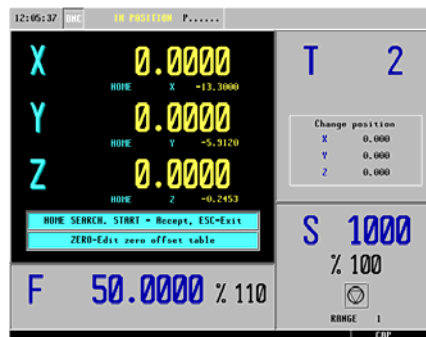 12:05:37 DNC IN POSITION P......
X 0.0000
HOME X -13.3000
Y 0.0000
HOME Y -5.9120
Z 0.0000
HOME Z -0.2453
HOME SEARCH. START - Accept, ESC-Exit
ZERO-Edit zero offset table
F 50.0000 % 110
T 2
Change position
X 0.000
Y 0.000
Z 0.000
S 1000
% 100
RANGE 1
CAP